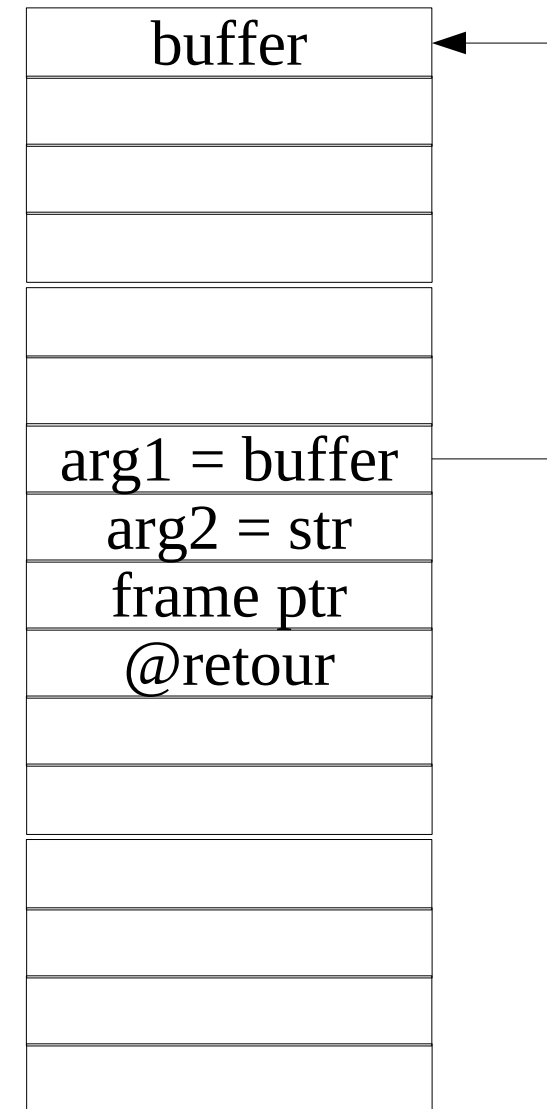 buffer
arg1 = buffer
arg2 = str
frame ptr
@retour